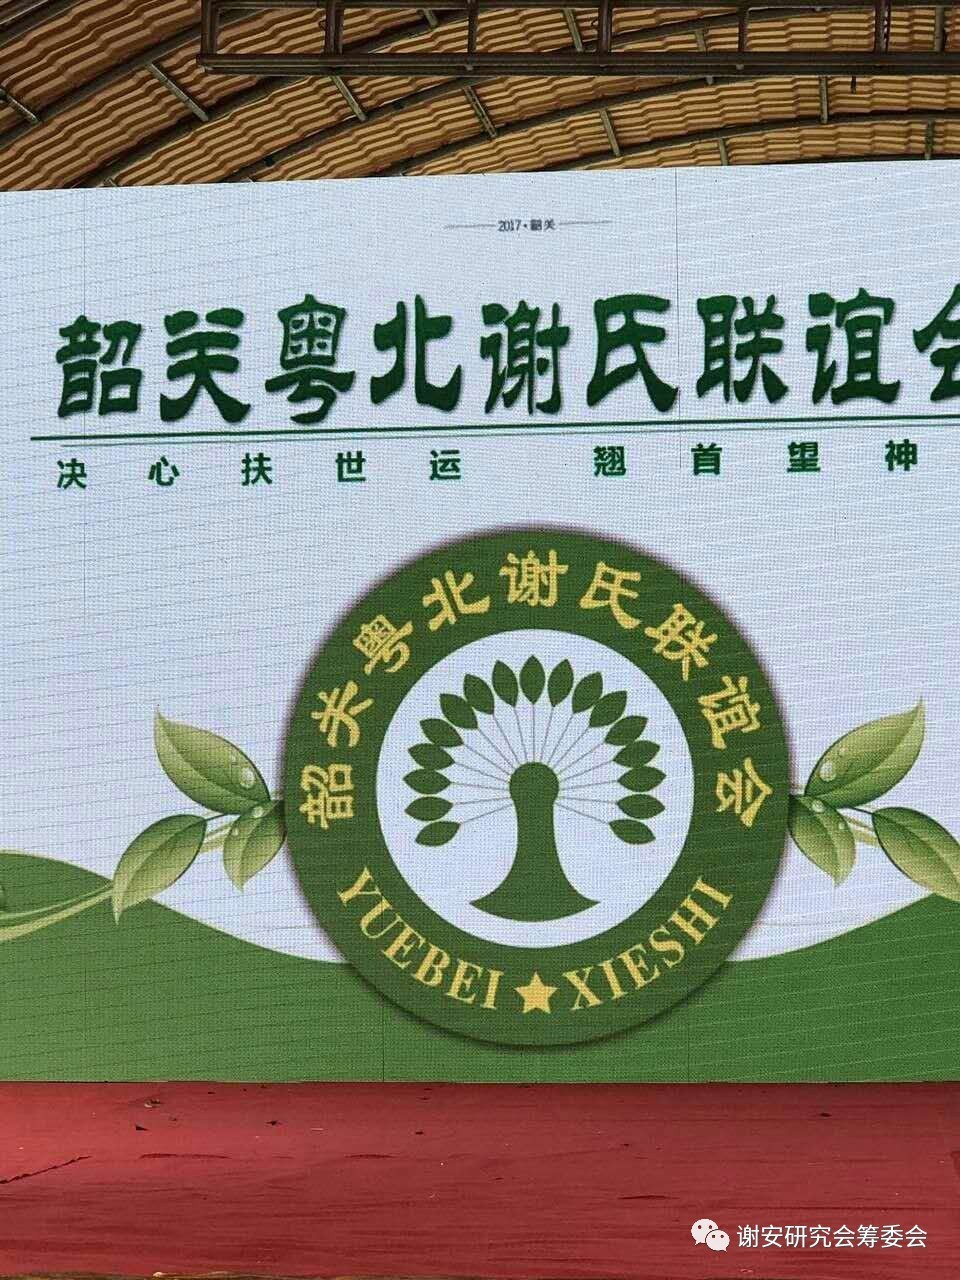 2017·韶关
韶关粤北谢氏联谊会
决心扶世运 翘首望神
韶关粤北谢氏联谊会
YUEBEI★XIESHI
谢安研究会筹委会